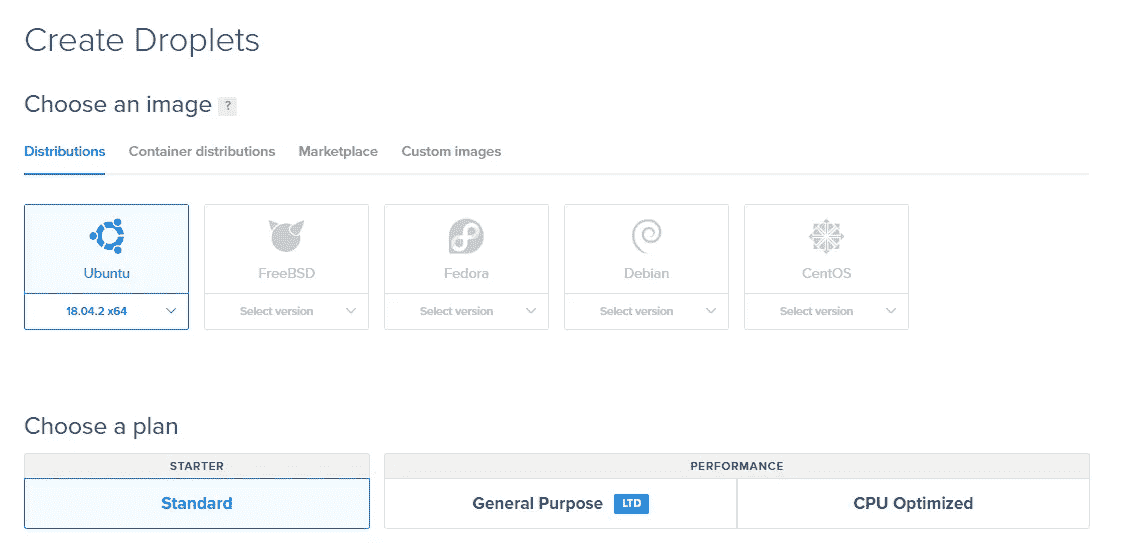 Create Droplets
Choose an image ?
Distributions Container distributions Marketplace Custom images
Ubuntu FreeBSD Fedora Debian CentOS
18.04.2 x64 Select version Select version Select version Select version
Choose a plan
STARTER PERFORMANCE
Standard General Purpose LTD CPU Optimized